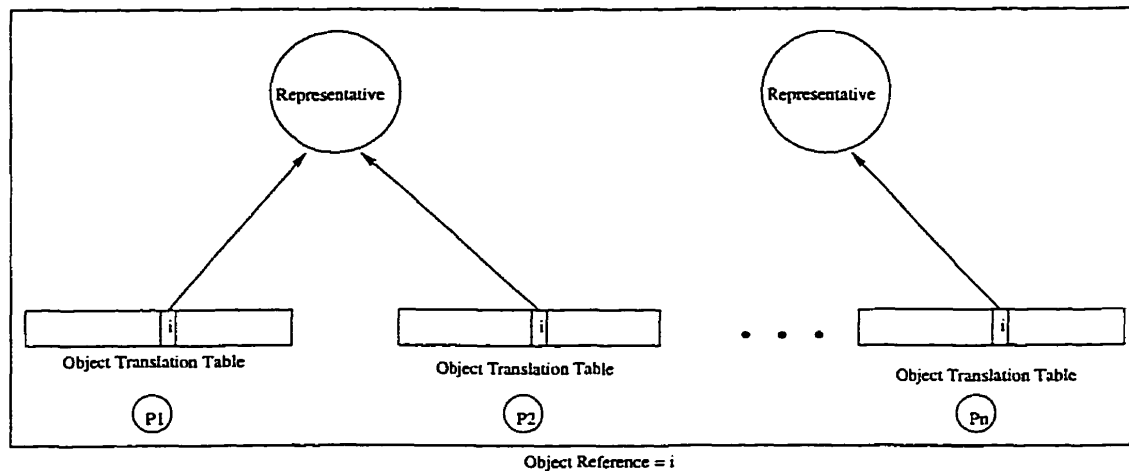 Representative
Representative
i
i
i
Object Translation Table
Object Translation Table
Object Translation Table
P1
P2
Pn
Object Reference = i